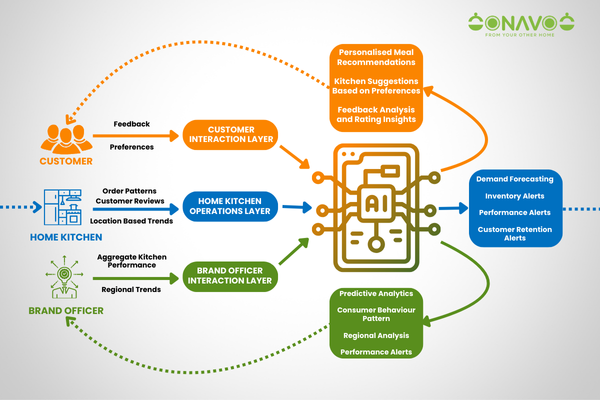 CONAVOC
FROM YOUR OTHER HOME
Personalised Meal
Recommendations
Kitchen Suggestions
Based on Preferences
Feedback Analysis
and Rating Insights
Feedback
Preferences
CUSTOMER
CUSTOMER
INTERACTION LAYER
Order Patterns
Customer Reviews
Location Based Trends
HOME KITCHEN
HOME KITCHEN
OPERATIONS LAYER
AI
Demand Forecasting
Inventory Alerts
Performance Alerts
Customer Retention
Alerts
Aggregate Kitchen
Performance
Regional Trends
BRAND OFFICER
BRAND OFFICER
INTERACTION LAYER
Predictive Analytics
Consumer Behaviour
Pattern
Regional Analysis
Performance Alerts